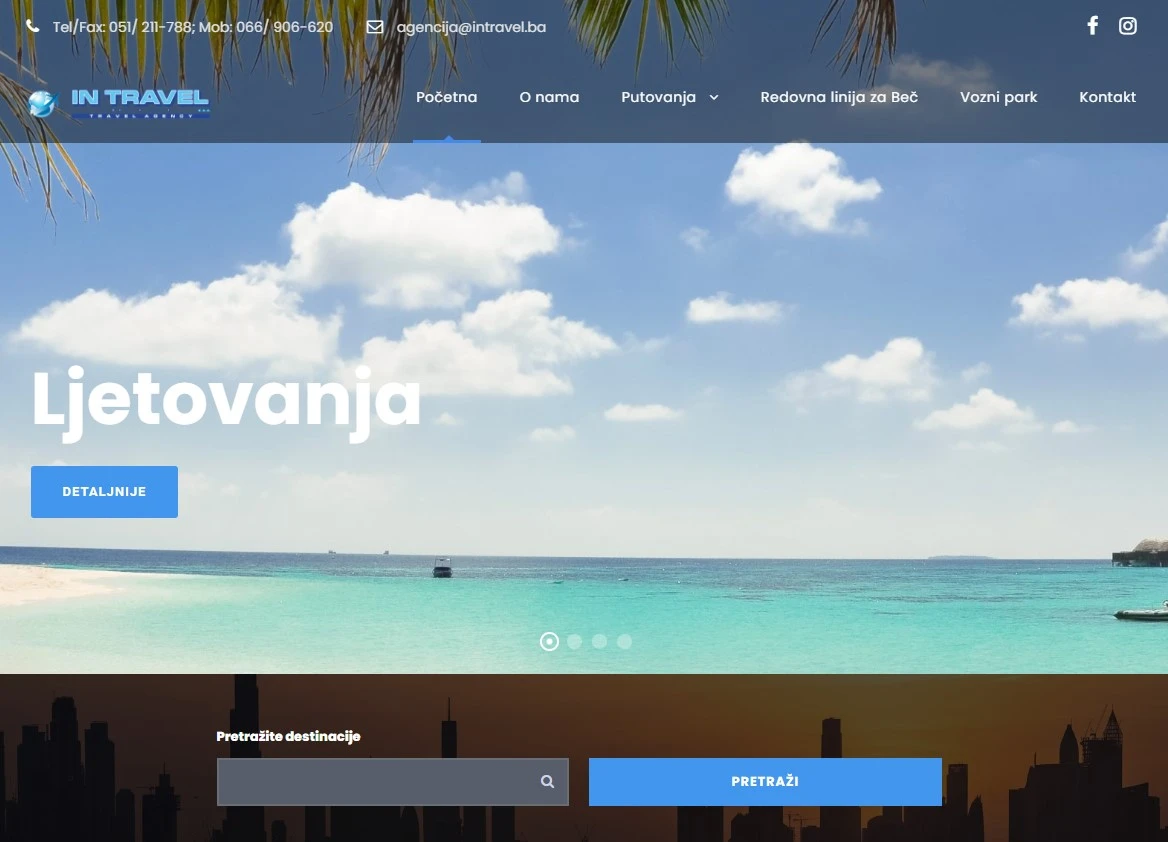 Tel/Fax: 051/ 211-788; Mob: 066/ 906-620
agencija@intravel.ba
IN TRAVEL
TRAVEL AGENCY
Početna
O nama
Putovanja
Redovna linija za Beč
Vozni park
Kontakt
Ljetovanja
DETALJNIJE
Pretražite destinacije
PRETRAŽI